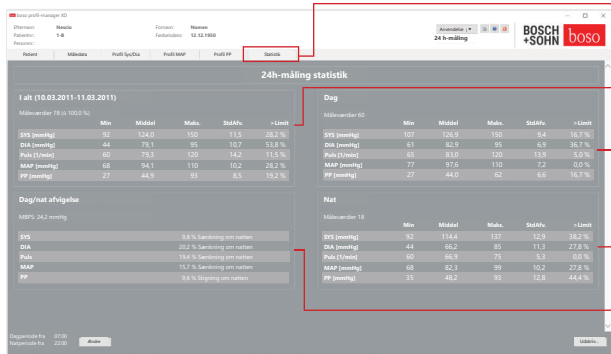 boso profil-manager XD
Efternavn: Nescio Fornavn: Nomen
Patientnr.: 1-B Fødselsdato: 12.12.1950
Personnr.:
Anvendelse
24 h-måling
BOSCH
+SOHN
boso
Patient Måledata Profil Sys/Dia Profil MAP Profil PP Statistik
24h-måling statistik
I alt (10.03.2011-11.03.2011)
Måleværdier 78 (≙ 100,0 %)
Min Middel Maks. StdAfv. >Limit
SYS [mmHg] 92 124,0 150 11,5 28,2 %
DIA [mmHg] 44 79,1 95 10,7 53,8 %
Puls [1/min] 60 79,3 120 14,2 11,5 %
MAP [mmHg] 68 94,1 110 10,2 28,2 %
PP [mmHg] 27 44,9 93 8,5 19,2 %
Dag
Måleværdier 60
Min Middel Maks. StdAfv. >Limit
SYS [mmHg] 107 126,9 150 9,4 16,7 %
DIA [mmHg] 61 82,9 95 6,9 36,7 %
Puls [1/min] 65 83,0 120 13,9 5,0 %
MAP [mmHg] 77 97,6 110 7,2 0,0 %
PP [mmHg] 27 44,0 62 6,6 16,7 %
Dag/nat afvigelse
MBPS 24,2 mmHg
SYS 9,8 % Sænkning om natten
DIA 20,2 % Sænkning om natten
Puls 19,4 % Sænkning om natten
MAP 15,7 % Sænkning om natten
PP 9,6 % Stigning om natten
Nat
Måleværdier 18
Min Middel Maks. StdAfv. >Limit
SYS [mmHg] 92 114,4 137 12,9 38,2 %
DIA [mmHg] 44 66,2 85 11,3 27,8 %
Puls [1/min] 60 66,9 75 5,3 0,0 %
MAP [mmHg] 68 82,3 99 10,2 27,8 %
PP [mmHg] 35 48,2 93 12,8 44,4 %
Dagperiode fra 07:00
Natperiode fra 22:00
Ændre
Udskriv...